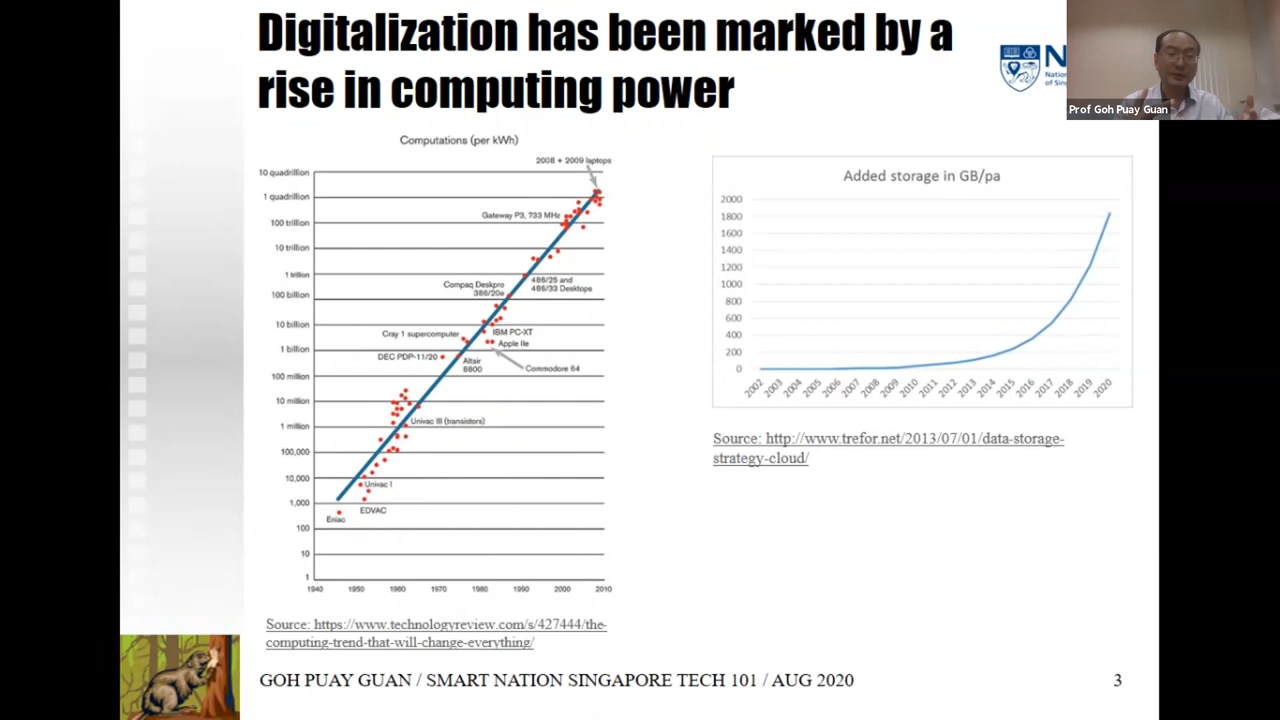 Digitalization has been marked by a
rise in computing power
N
Nation
of Sing
Prof Goh Puay Guan
Computations (per kWh)
2008 + 2009 laptops
10 quadrillion
1 quadrillion
Gateway P3, 733 MHz
100 trillion
10 trillion
1 trillion
486/25 and
486/33 Desktops
Compaq Deskpro
386/20e
100 billion
10 billion
Cray 1 supercomputer
IBM PC-XT
Apple IIe
1 billion
DEC PDP-11/20
Altair
8800
Commodore 64
100 million
10 million
Univac III (transistors)
1 million
100,000
10,000
Univac I
1,000
EDVAC
Eniac
100
10
1
1940 1950 1960 1970 1980 1990 2000 2010
Source: https://www.technologyreview.com/s/427444/the-
computing-trend-that-will-change-everything/
Added storage in GB/pa
2000
1800
1600
1400
1200
1000
800
600
400
200
0
2002 2003 2004 2005 2006 2007 2008 2009 2010 2011 2012 2013 2014 2015 2016 2017 2018 2019 2020
Source: http://www.trefor.net/2013/07/01/data-storage-
strategy-cloud/
GOH PUAY GUAN / SMART NATION SINGAPORE TECH 101 / AUG 2020
3